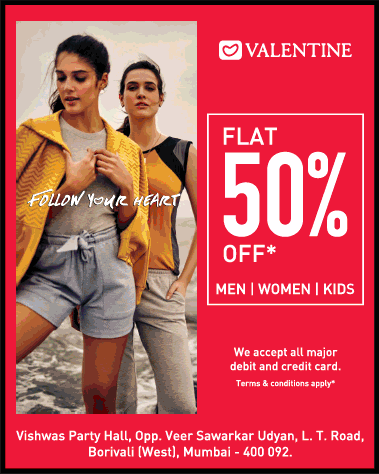 VALENTINE
FOLLOW YOUR HEART
FLAT
50%
OFF*
MEN | WOMEN | KIDS
We accept all major
debit and credit card.
Terms & conditions apply*
Vishwas Party Hall, Opp. Veer Sawarkar Udyan, L. T. Road,
Borivali (West), Mumbai - 400 092.